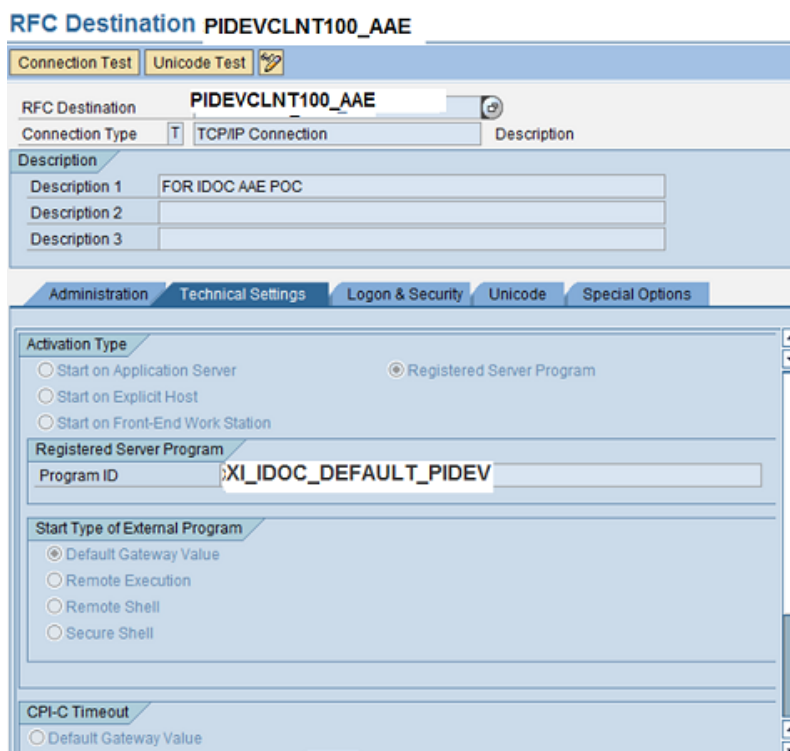 RFC Destination PIDEVCLNT100_AAE
Connection Test Unicode Test
RFC Destination PIDEVCLNT100_AAE
Connection Type T TCP/IP Connection Description
Description
Description 1 FOR IDOC AAE POC
Description 2
Description 3
Administration Technical Settings Logon & Security Unicode Special Options
Activation Type
Start on Application Server Registered Server Program
Start on Explicit Host
Start on Front-End Work Station
Registered Server Program
Program ID XI_IDOC_DEFAULT_PIDEV
Start Type of External Program
Default Gateway Value
Remote Execution
Remote Shell
Secure Shell
CPI-C Timeout
Default Gateway Value